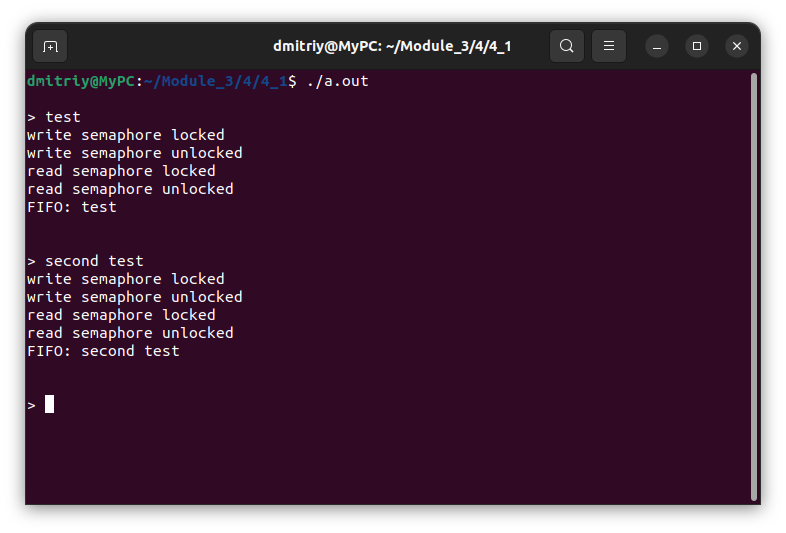 dmitriy@MyPC: ~/Module_3/4/4_1
dmitriy@MyPC:~/Module_3/4/4_1$ ./a.out
> test
write semaphore locked
write semaphore unlocked
read semaphore locked
read semaphore unlocked
FIFO: test
> second test
write semaphore locked
write semaphore unlocked
read semaphore locked
read semaphore unlocked
FIFO: second test
>